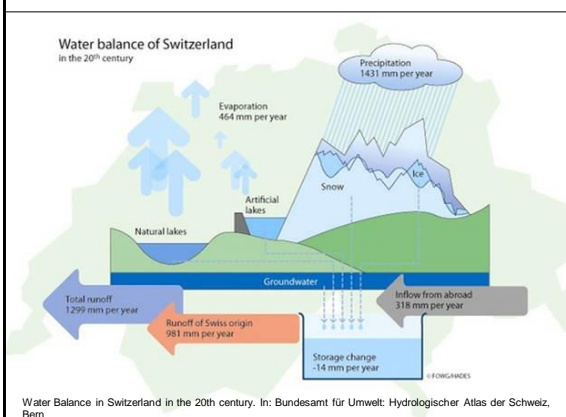 Water balance of Switzerland
in the 20th century
Precipitation
1431 mm per year
Evaporation
464 mm per year
Snow
Ice
Artificial
lakes
Natural lakes
Groundwater
Total runoff
1299 mm per year
Inflow from abroad
318 mm per year
Runoff of Swiss origin
981 mm per year
Storage change
-14 mm per year
© FOWG/HADES
Water Balance in Switzerland in the 20th century. In: Bundesamt für Umwelt: Hydrologischer Atlas der Schweiz,
Bern